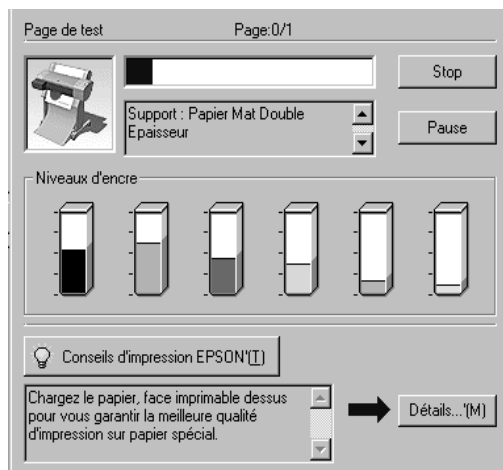 Page de test
Page:0/1
Stop
Support : Papier Mat Double
Epaisseur
Pause
Niveaux d'encre
Conseils d'impression EPSON'(T)
Chargez le papier, face imprimable dessus
pour vous garantir la meilleure qualité
d'impression sur papier spécial.
Détails...'(M)